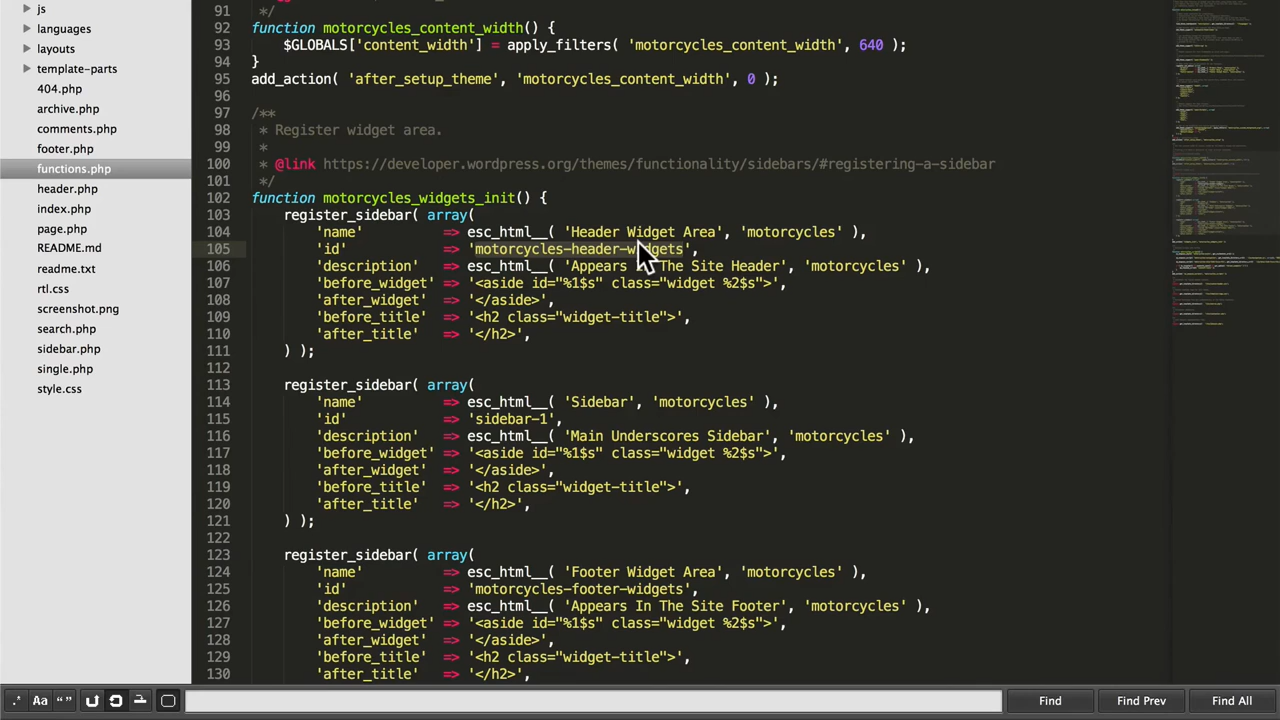 js
languages
layouts
template-parts
404.php
archive.php
comments.php
footer.php
functions.php
header.php
index.php
page.php
README.md
readme.txt
rtl.css
screenshot.png
search.php
sidebar.php
single.php
style.css
91 */
92 function motorcycles_content_width() {
93 $GLOBALS['content_width'] = apply_filters( 'motorcycles_content_width', 640 );
94 }
95 add_action( 'after_setup_theme', 'motorcycles_content_width', 0 );
96
97 /**
98 * Register widget area.
99 *
100 * @link https://developer.wordpress.org/themes/functionality/sidebars/#registering-a-sidebar
101 */
102 function motorcycles_widgets_init() {
103 register_sidebar( array(
104 'name' => esc_html__( 'Header Widget Area', 'motorcycles' ),
105 'id' => 'motorcycles-header-widgets',
106 'description' => esc_html__( 'Appears In The Site Header', 'motorcycles' ),
107 'before_widget' => '<aside id="%1$s" class="widget %2$s">',
108 'after_widget' => '</aside>',
109 'before_title' => '<h2 class="widget-title">',
110 'after_title' => '</h2>',
111 ) );
112
113 register_sidebar( array(
114 'name' => esc_html__( 'Sidebar', 'motorcycles' ),
115 'id' => 'sidebar-1',
116 'description' => esc_html__( 'Main Underscores Sidebar', 'motorcycles' ),
117 'before_widget' => '<aside id="%1$s" class="widget %2$s">',
118 'after_widget' => '</aside>',
119 'before_title' => '<h2 class="widget-title">',
120 'after_title' => '</h2>',
121 ) );
122
123 register_sidebar( array(
124 'name' => esc_html__( 'Footer Widget Area', 'motorcycles' ),
125 'id' => 'motorcycles-footer-widgets',
126 'description' => esc_html__( 'Appears In The Site Footer', 'motorcycles' ),
127 'before_widget' => '<aside id="%1$s" class="widget %2$s">',
128 'after_widget' => '</aside>',
129 'before_title' => '<h2 class="widget-title">',
130 'after_title' => '</h2>',
.* Aa “ ” Find Find Prev Find All